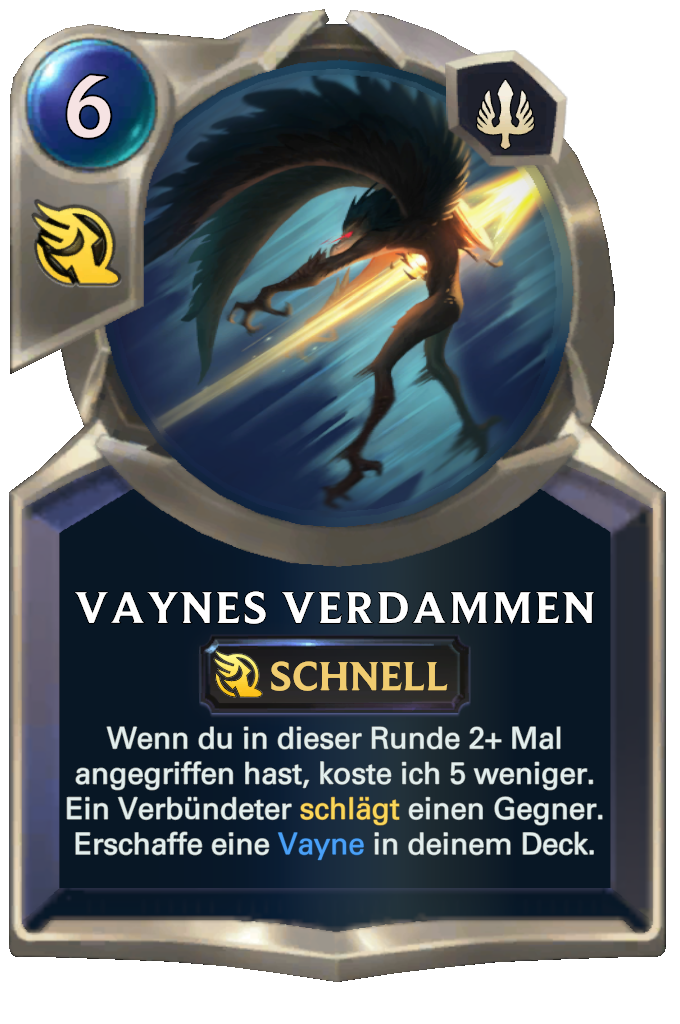 6
VAYNES VERDAMMEN
SCHNELL
Wenn du in dieser Runde 2+ Mal
angegriffen hast, koste ich 5 weniger.
Ein Verbündeter schlägt einen Gegner.
Erschaffe eine Vayne in deinem Deck.